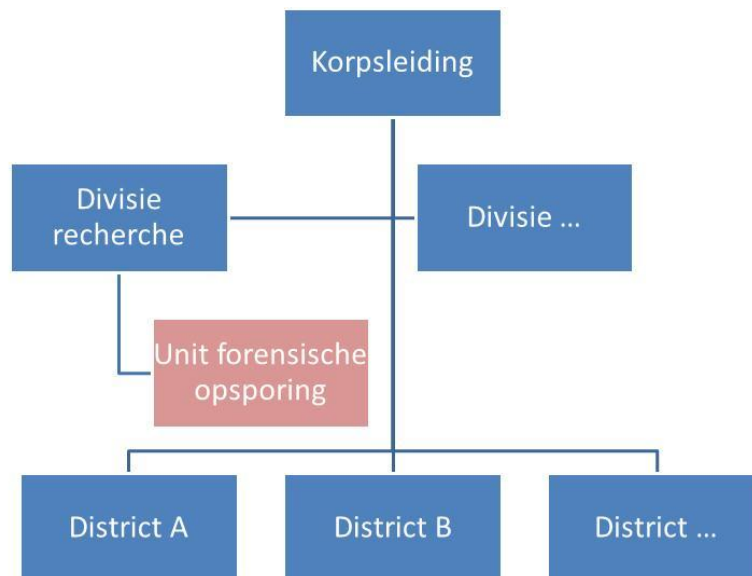 Korpsleiding
Divisie
recherche
Divisie ...
Unit forensische
opsporing
District A
District B
District ...